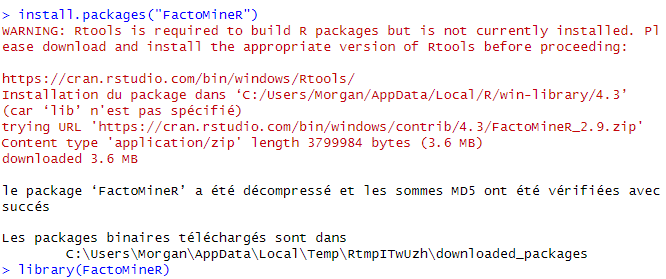 > install.packages("FactoMineR")
WARNING: Rtools is required to build R packages but is not currently installed. Pl
ease download and install the appropriate version of Rtools before proceeding:
https://cran.rstudio.com/bin/windows/Rtools/
Installation du package dans ‘C:/Users/Morgan/AppData/Local/R/win-library/4.3’
(car ‘lib’ n'est pas spécifié)
trying URL 'https://cran.rstudio.com/bin/windows/contrib/4.3/FactoMineR_2.9.zip'
Content type 'application/zip' length 3799984 bytes (3.6 MB)
downloaded 3.6 MB
le package ‘FactoMineR’ a été décompressé et les sommes MD5 ont été vérifiées avec
succés
Les packages binaires téléchargés sont dans
C:\Users\Morgan\AppData\Local\Temp\RtmpITwUzh\downloaded_packages
> library(FactoMineR)